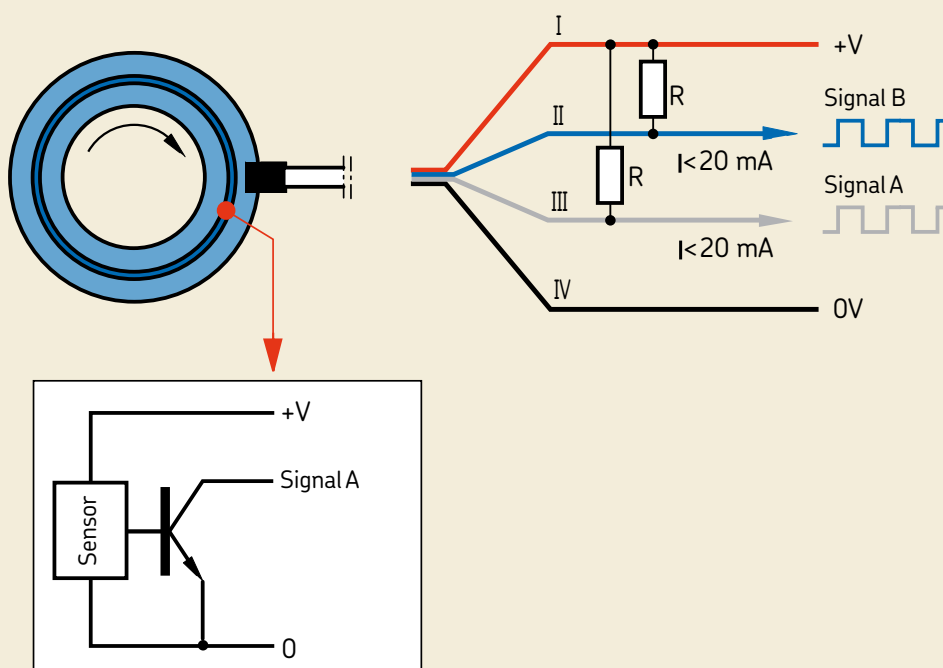 I
+V
R
Signal B
II
I<20 mA
R
Signal A
III
I<20 mA
IV
0V
+V
Signal A
Sensor
0